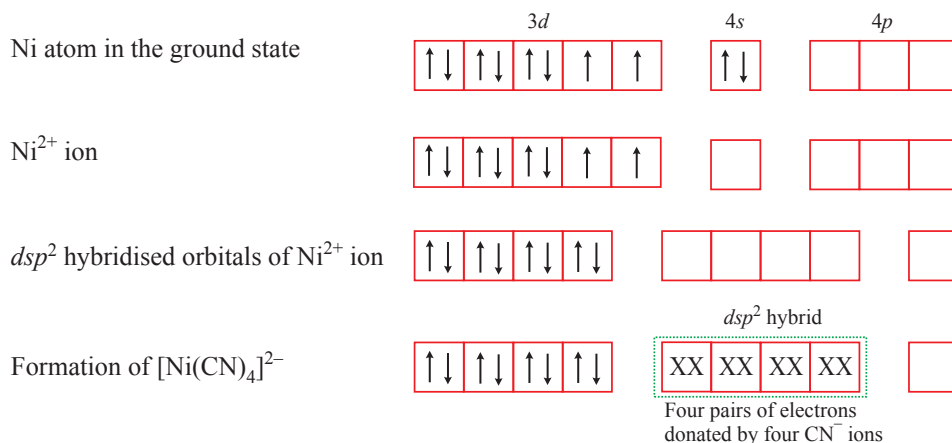 3d 4s 4p
Ni atom in the ground state
Ni²⁺ ion
dsp² hybridised orbitals of Ni²⁺ ion
dsp² hybrid
Formation of [Ni(CN)₄]²⁻ XX XX XX XX
Four pairs of electrons
donated by four CN⁻ ions